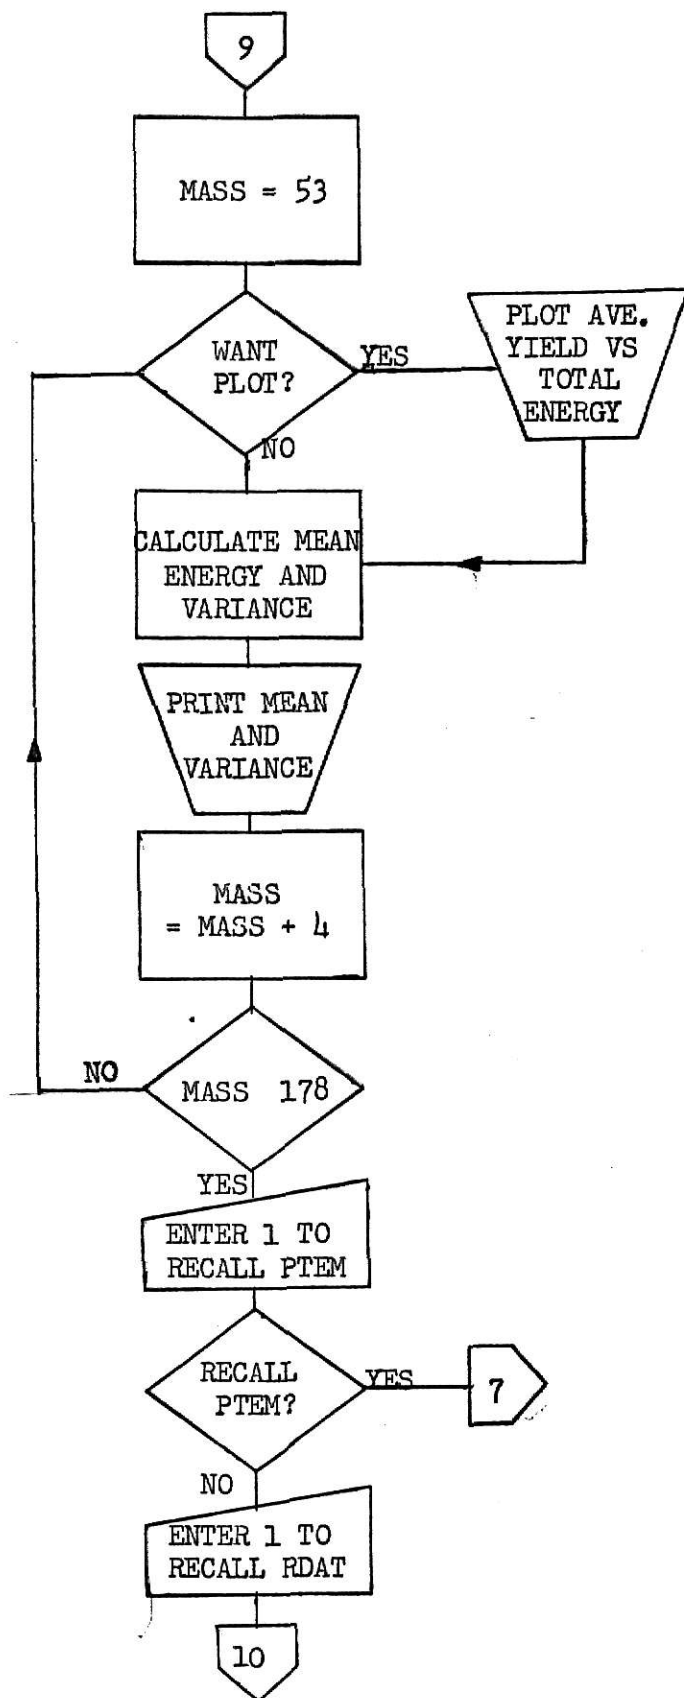 9
MASS = 53
WANT
PLOT?
YES
PLOT AVE.
YIELD VS
TOTAL
ENERGY
NO
CALCULATE MEAN
ENERGY AND
VARIANCE
PRINT MEAN
AND
VARIANCE
MASS
= MASS + 4
NO
MASS 178
YES
ENTER 1 TO
RECALL PTEM
RECALL
PTEM?
YES
7
NO
ENTER 1 TO
RECALL RDAT
10